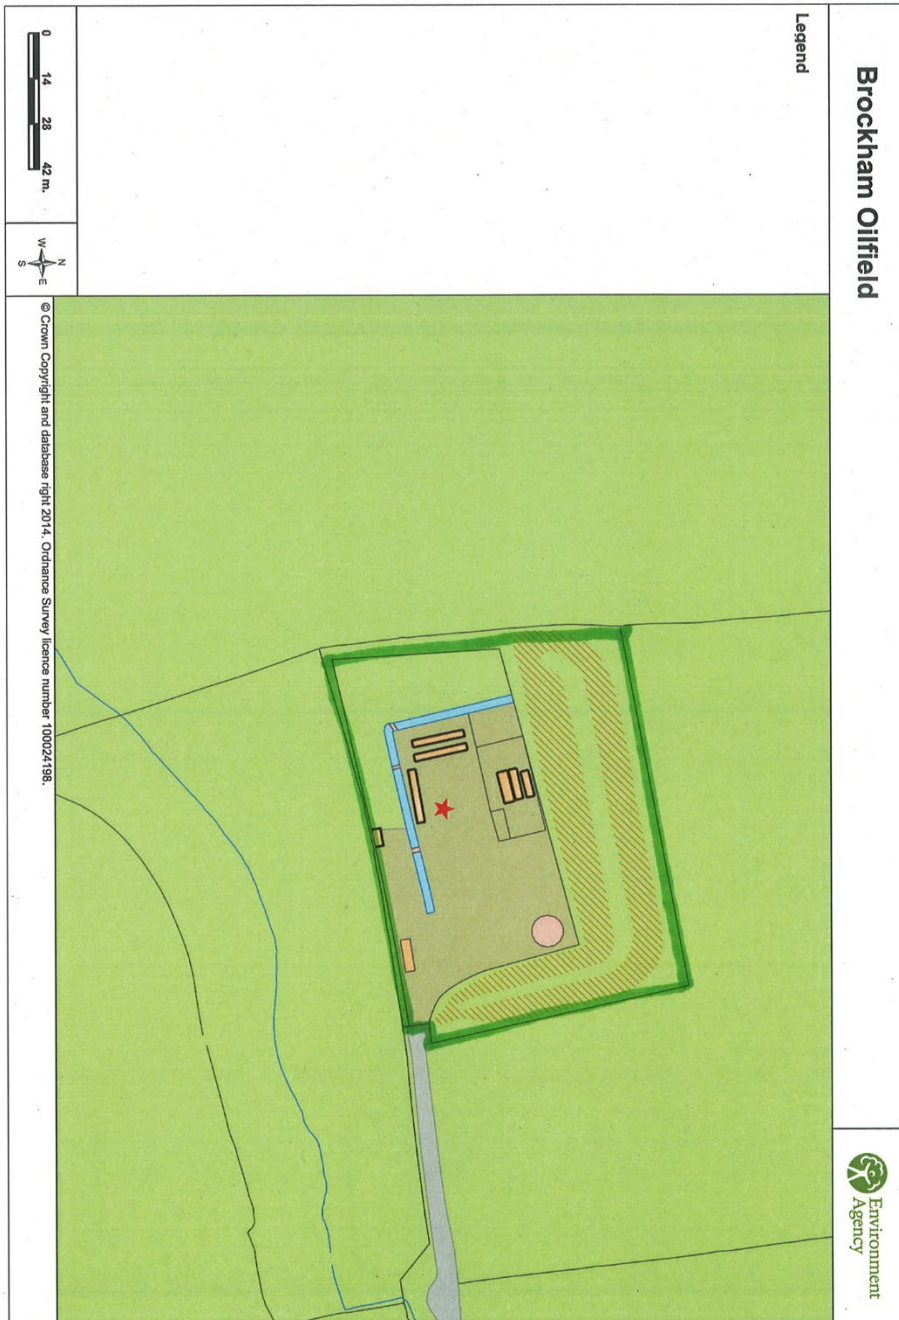 Brockham Oilfield
Environment
Agency
Legend
0 14 28 42 m.
N
W E
S
© Crown Copyright and database right 2014. Ordnance Survey licence number 100024198.